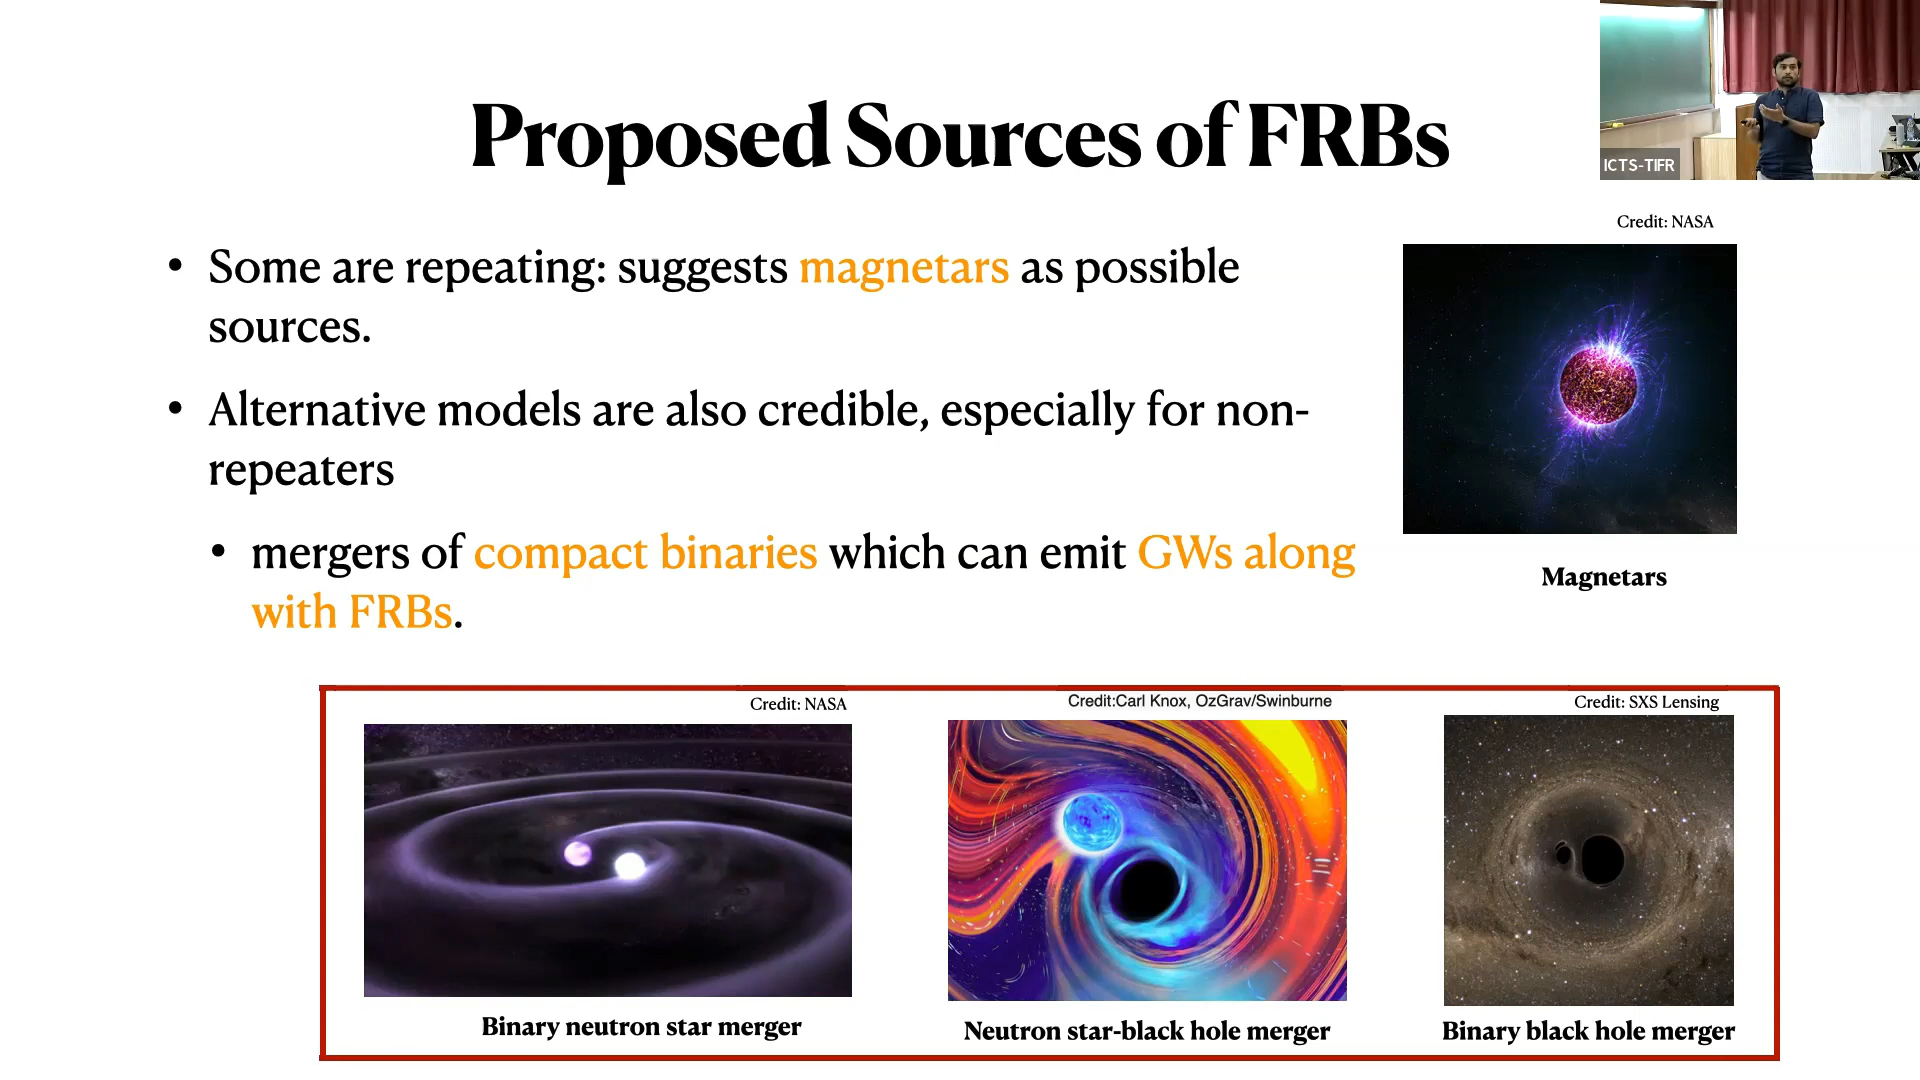 Proposed Sources of FRBs
ICTS-TIFR
Credit: NASA
• Some are repeating: suggests magnetars as possible
sources.
• Alternative models are also credible, especially for non-
repeaters
• mergers of compact binaries which can emit GWs along
with FRBs.
Magnetars
Credit: NASA
Credit:Carl Knox, OzGrav/Swinburne
Credit: SXS Lensing
Binary neutron star merger
Neutron star-black hole merger
Binary black hole merger